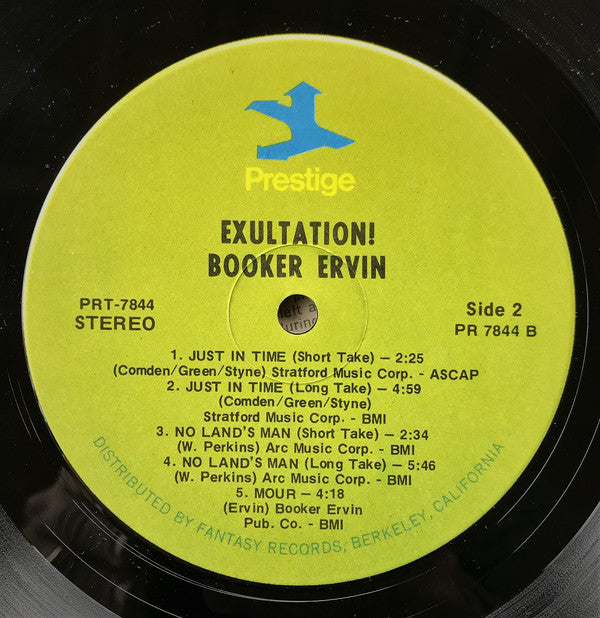 Prestige
EXULTATION!
BOOKER ERVIN
PRT-7844
STEREO
Side 2
PR 7844 B
1. JUST IN TIME (Short Take) — 2:25
(Comden/Green/Styne) Stratford Music Corp. - ASCAP
2. JUST IN TIME (Long Take) — 4:59
(Comden/Green/Styne)
Stratford Music Corp. - BMI
3. NO LAND'S MAN (Short Take) — 2:34
(W. Perkins) Arc Music Corp. - BMI
4. NO LAND'S MAN (Long Take) — 5:46
(W. Perkins) Arc Music Corp. - BMI
5. MOUR — 4:18
(Ervin) Booker Ervin
Pub. Co. - BMI
DISTRIBUTED BY FANTASY RECORDS, BERKELEY, CALIFORNIA